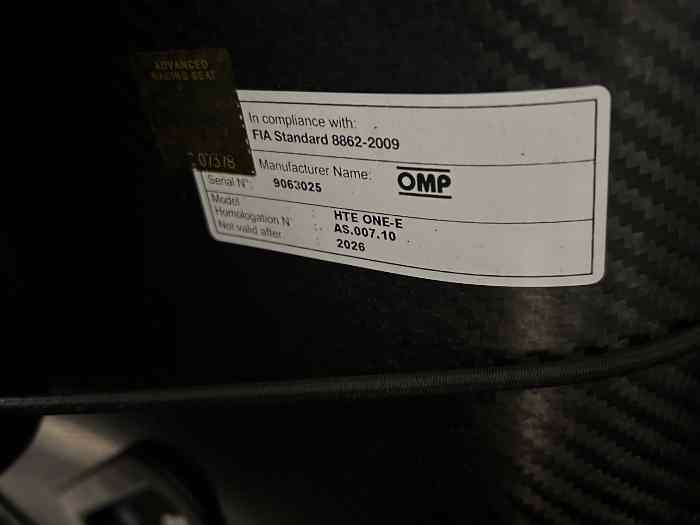 ADVANCED
RACING SEAT
07378
In compliance with:
FIA Standard 8862-2009
Manufacturer Name: OMP
Serial N°: 9063025
Model : HTE ONE-E
Homologation N° : AS.007.10
Not valid after : 2026